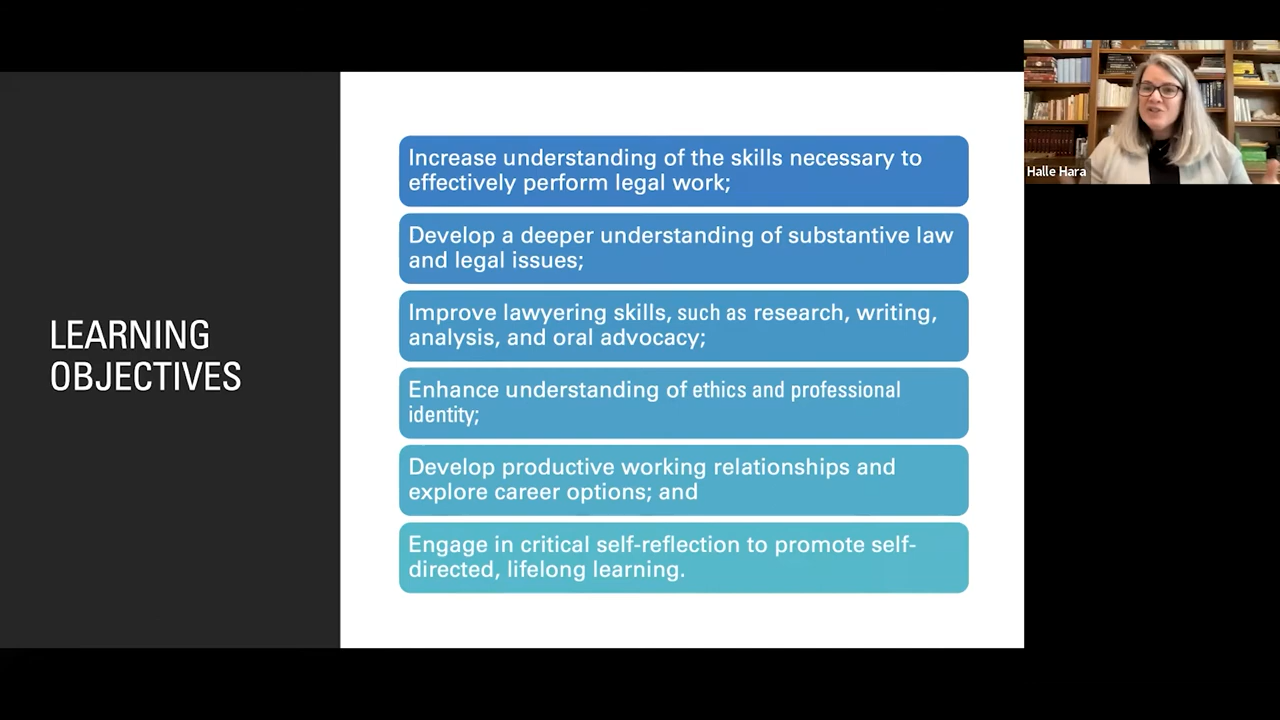 LEARNING
OBJECTIVES
Increase understanding of the skills necessary to
effectively perform legal work;
Develop a deeper understanding of substantive law
and legal issues;
Improve lawyering skills, such as research, writing,
analysis, and oral advocacy;
Enhance understanding of ethics and professional
identity;
Develop productive working relationships and
explore career options; and
Engage in critical self-reflection to promote self-
directed, lifelong learning.
Halle Hara